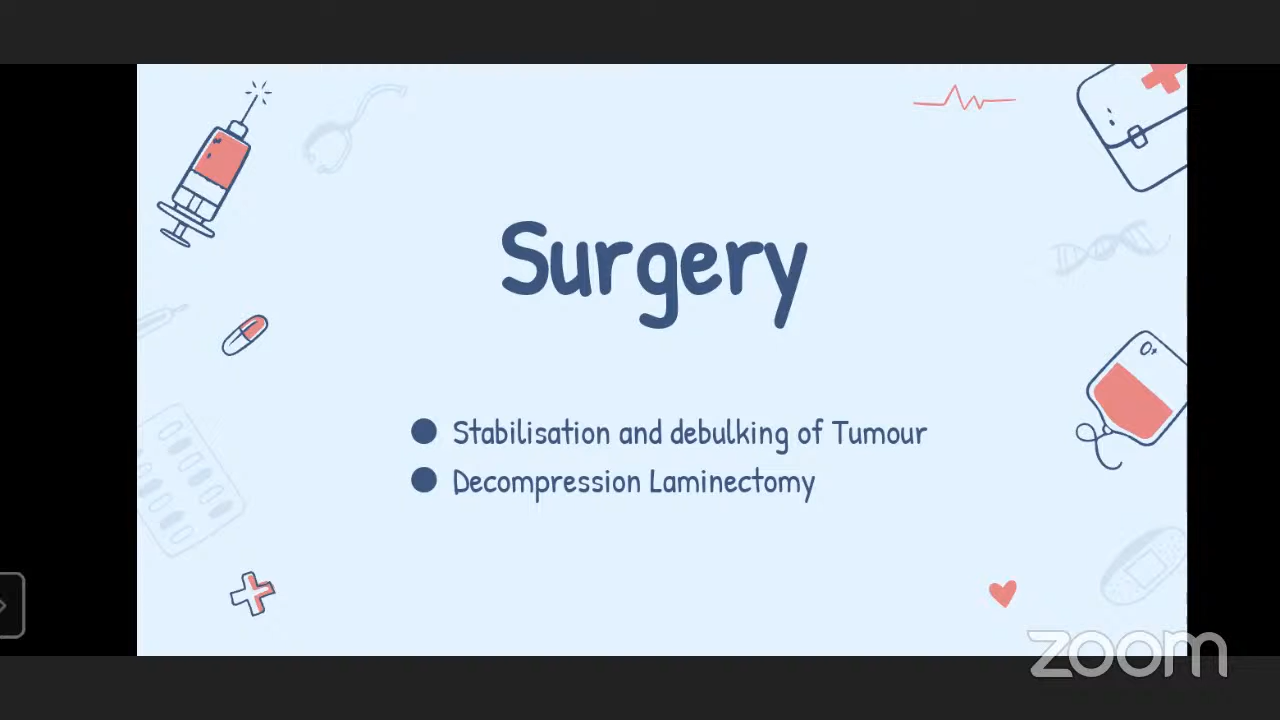 Surgery
Stabilisation and debulking of Tumour
Decompression Laminectomy
zoom